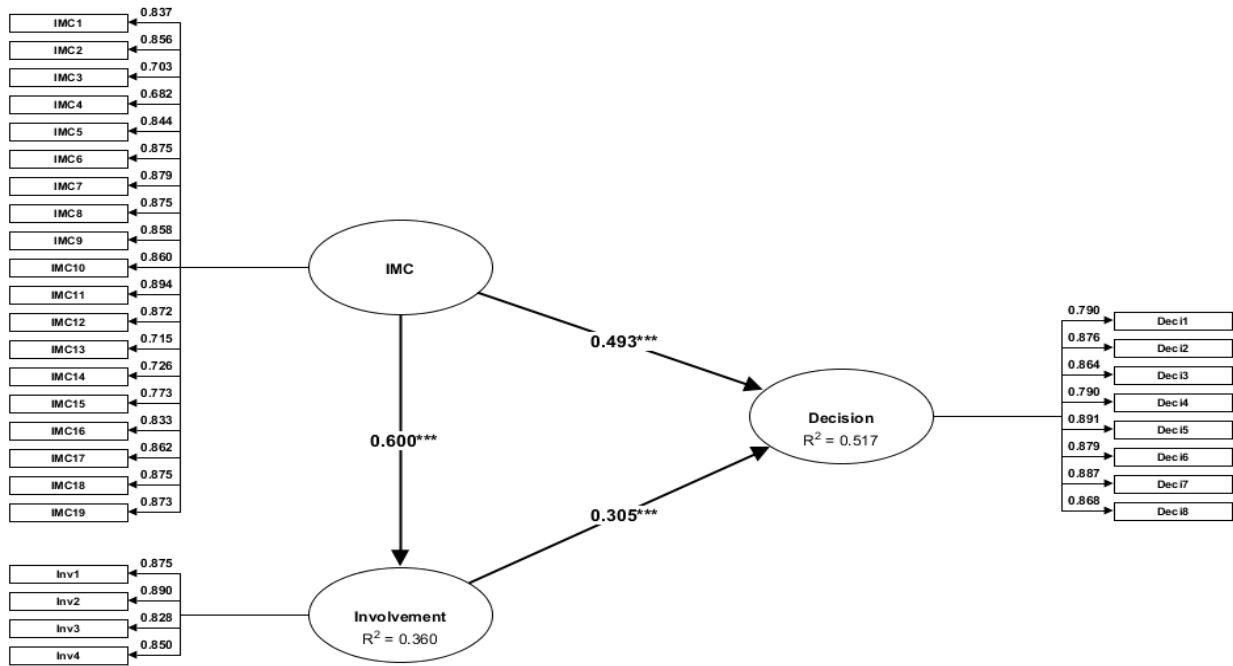 0.837
IMC1
0.856
IMC2
0.703
IMC3
0.682
IMC4
0.844
IMC5
0.875
IMC6
0.879
IMC7
0.875
IMC8
0.858
IMC9
0.860
IMC10
0.894
IMC11
0.872
IMC12
0.715
IMC13
0.726
IMC14
0.773
IMC15
0.833
IMC16
0.862
IMC17
0.875
IMC18
0.873
IMC19
IMC
0.493***
0.600***
0.305***
0.875
Inv1
0.890
Inv2
0.828
Inv3
0.850
Inv4
Involvement
R² = 0.360
Decision
R² = 0.517
0.790
Deci1
0.876
Deci2
0.864
Deci3
0.790
Deci4
0.891
Deci5
0.879
Deci6
0.887
Deci7
0.868
Deci8